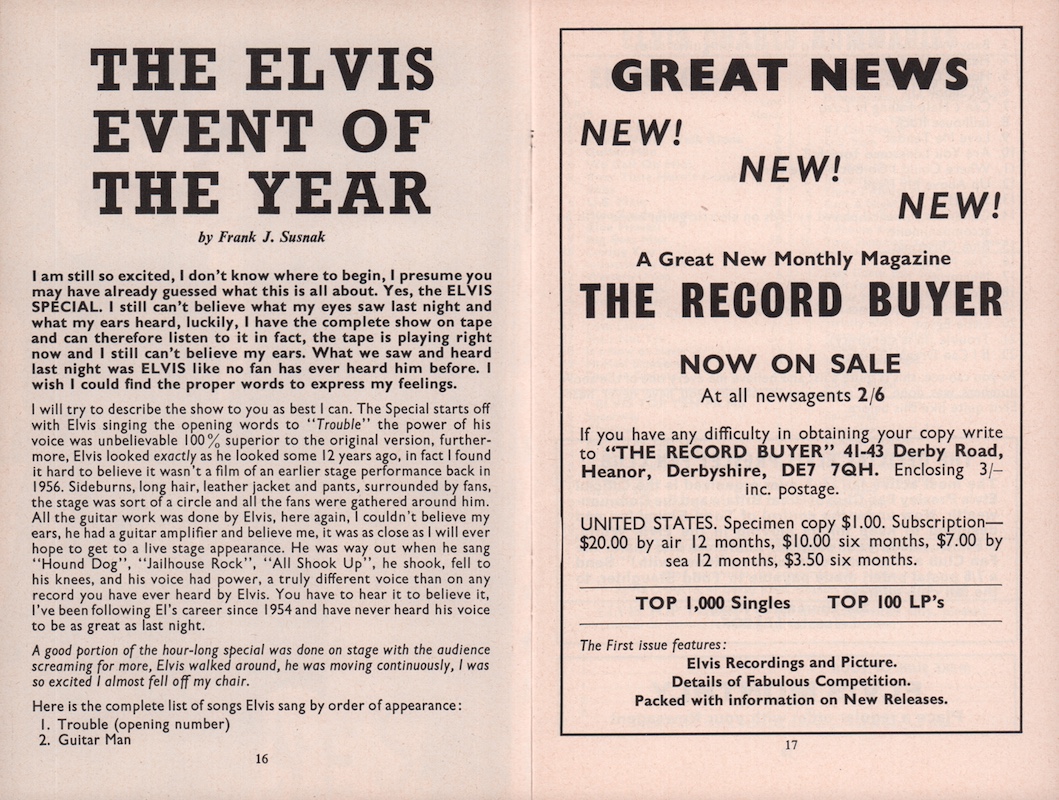 THE ELVIS
EVENT OF
THE YEAR
by Frank J. Susnak
I am still so excited, I don't know where to begin, I presume you
may have already guessed what this is all about. Yes, the ELVIS
SPECIAL. I still can't believe what my eyes saw last night and
what my ears heard, luckily, I have the complete show on tape
and can therefore listen to it in fact, the tape is playing right
now and I still can't believe my ears. What we saw and heard
last night was ELVIS like no fan has ever heard him before. I
wish I could find the proper words to express my feelings.
I will try to describe the show to you as best I can. The Special starts off
with Elvis singing the opening words to "Trouble" the power of his
voice was unbelievable 100% superior to the original version, further-
more, Elvis looked exactly as he looked some 12 years ago, in fact I found
it hard to believe it wasn't a film of an earlier stage performance back in
1956. Sideburns, long hair, leather jacket and pants, surrounded by fans,
the stage was sort of a circle and all the fans were gathered around him.
All the guitar work was done by Elvis, here again, I couldn't believe my
ears, he had a guitar amplifier and believe me, it was as close as I will ever
hope to get to a live stage appearance. He was way out when he sang
"Hound Dog", "Jailhouse Rock", "All Shook Up", he shook, fell to
his knees, and his voice had power, a truly different voice than on any
record you have ever heard by Elvis. You have to hear it to believe it,
I've been following El's career since 1954 and have never heard his voice
to be as great as last night.
A good portion of the hour-long special was done on stage with the audience
screaming for more, Elvis walked around, he was moving continuously, I was
so excited I almost fell off my chair.
Here is the complete list of songs Elvis sang by order of appearance:
1. Trouble (opening number)
2. Guitar Man
16
GREAT NEWS
NEW!
NEW!
NEW!
A Great New Monthly Magazine
THE RECORD BUYER
NOW ON SALE
At all newsagents 2/6
If you have any difficulty in obtaining your copy write
to "THE RECORD BUYER" 41-43 Derby Road,
Heanor, Derbyshire, DE7 7QH. Enclosing 3/–
inc. postage.
UNITED STATES. Specimen copy $1.00. Subscription—
$20.00 by air 12 months, $10.00 six months, $7.00 by
sea 12 months, $3.50 six months.
TOP 1,000 Singles TOP 100 LP's
The First issue features:
Elvis Recordings and Picture.
Details of Fabulous Competition.
Packed with information on New Releases.
17